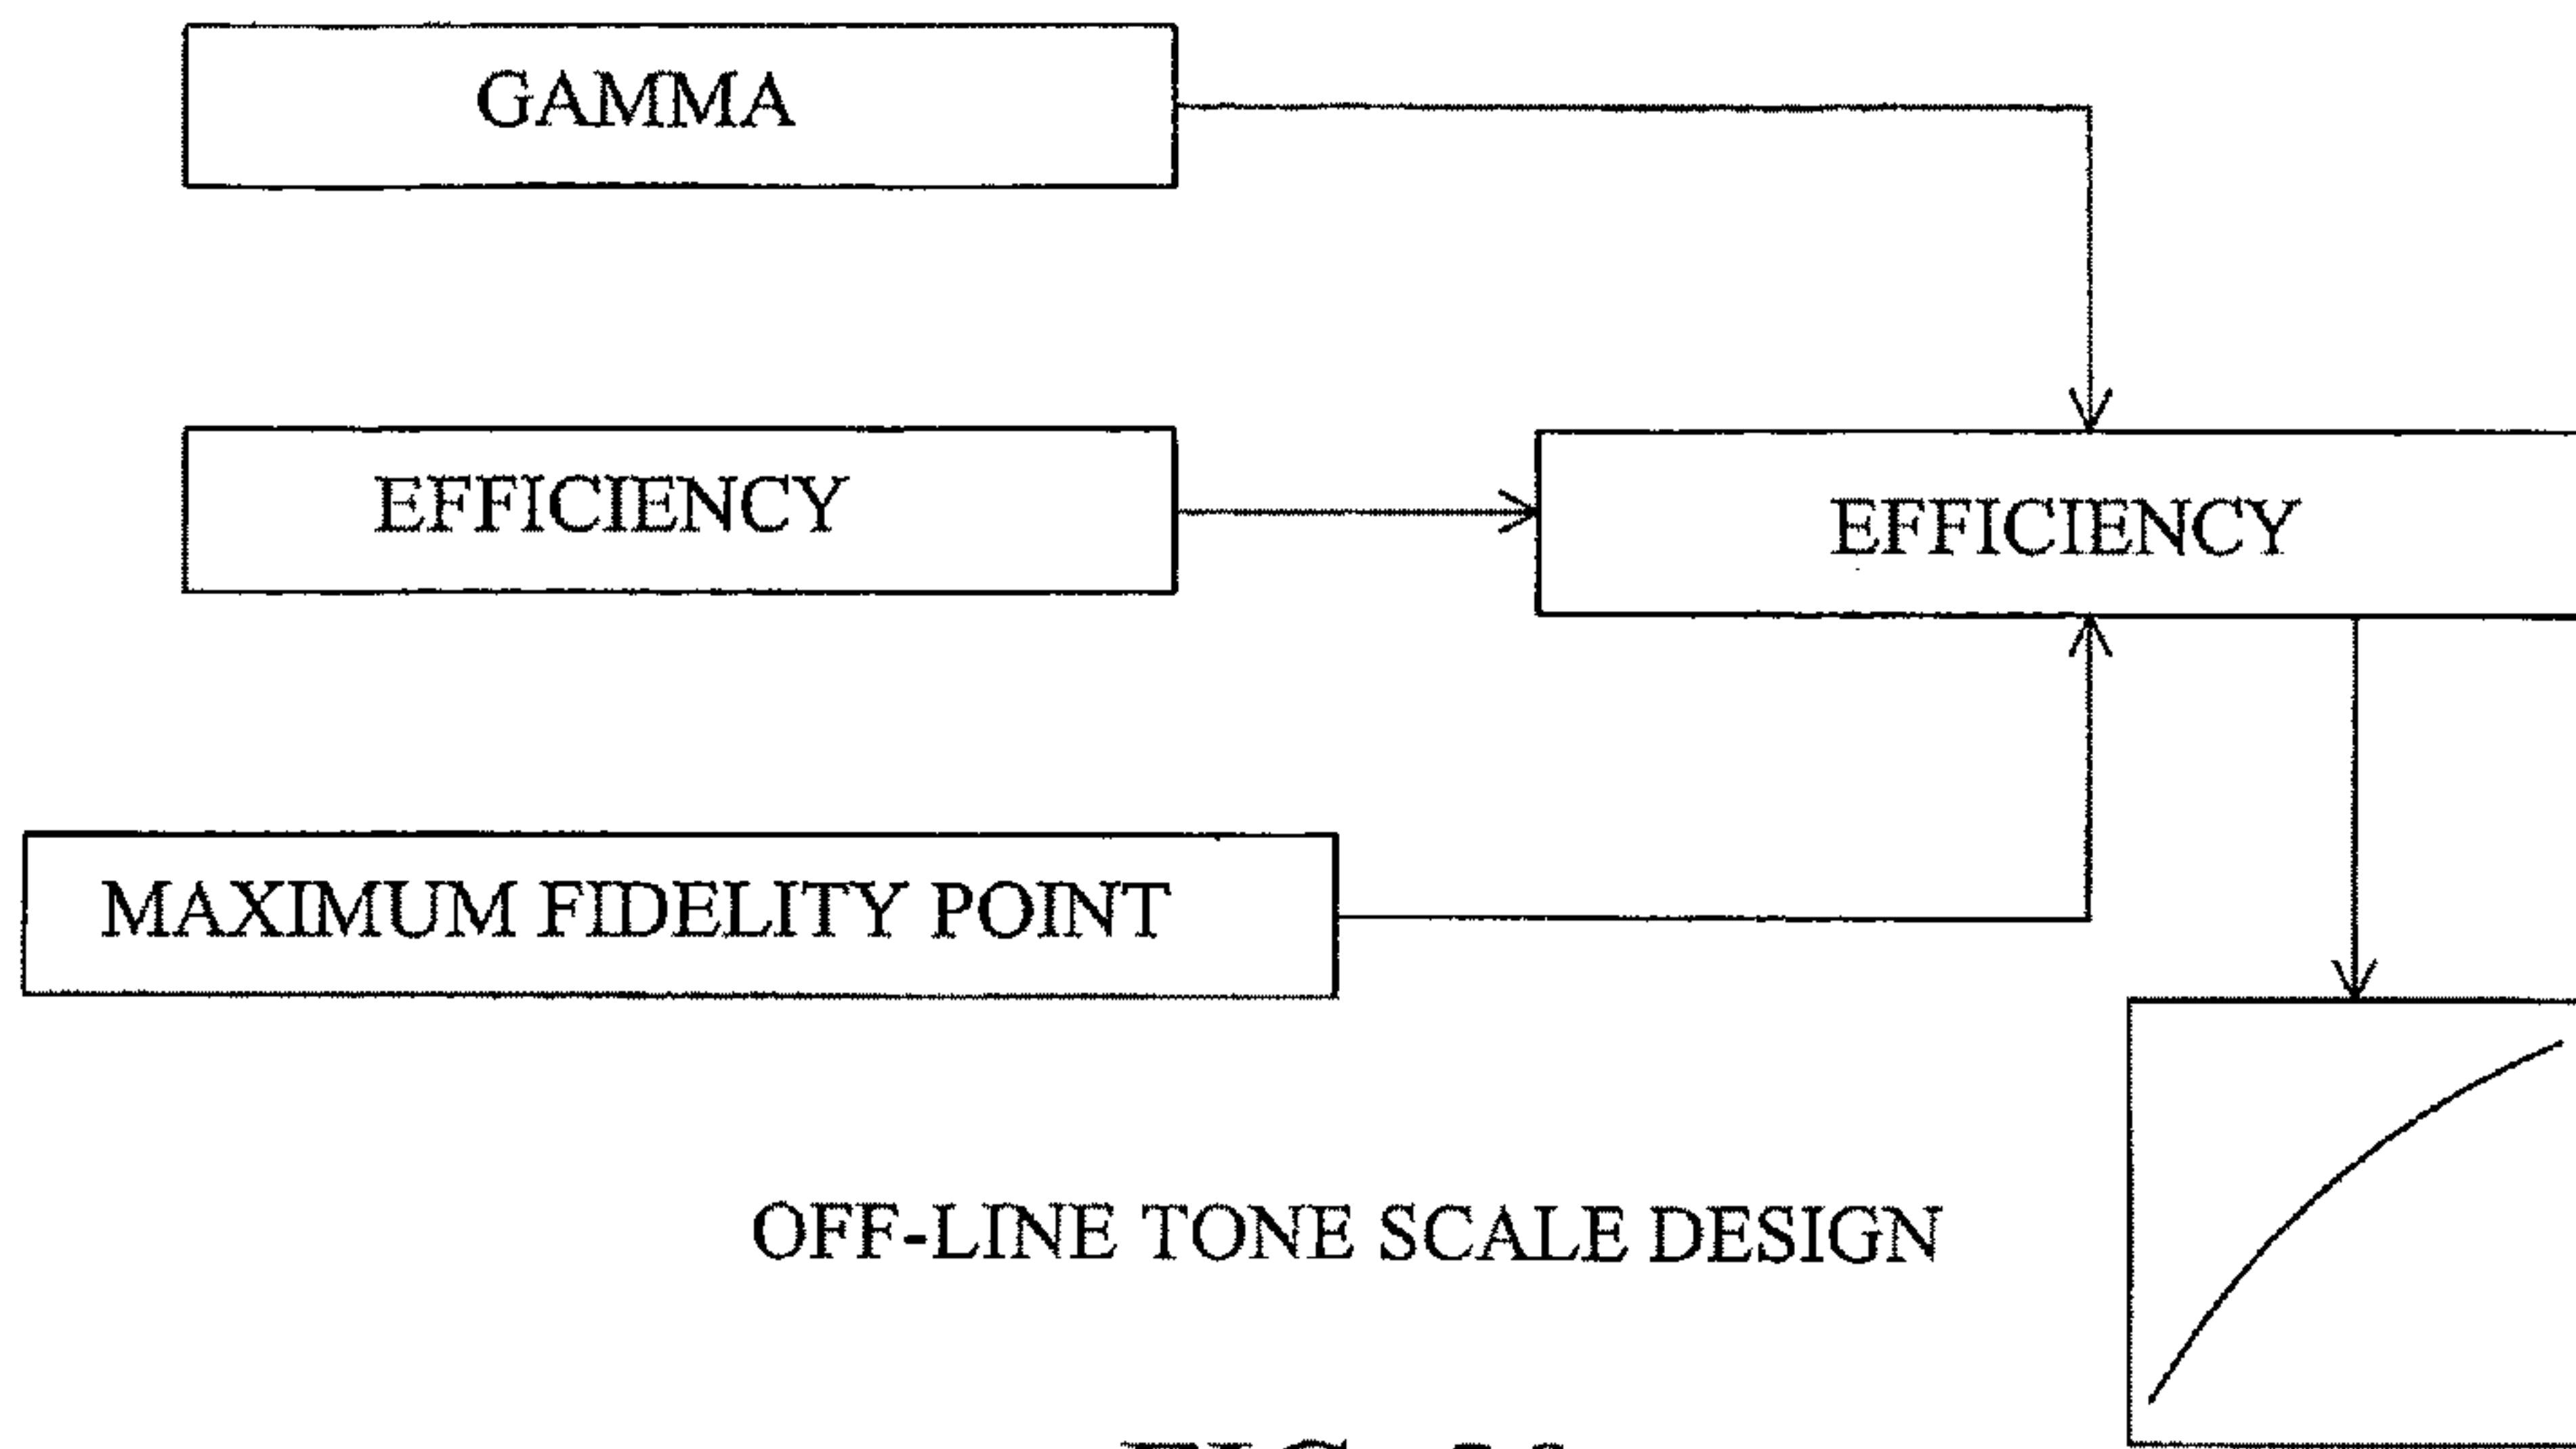 GAMMA
EFFICIENCY
EFFICIENCY
MAXIMUM FIDELITY POINT
OFF-LINE TONE SCALE DESIGN